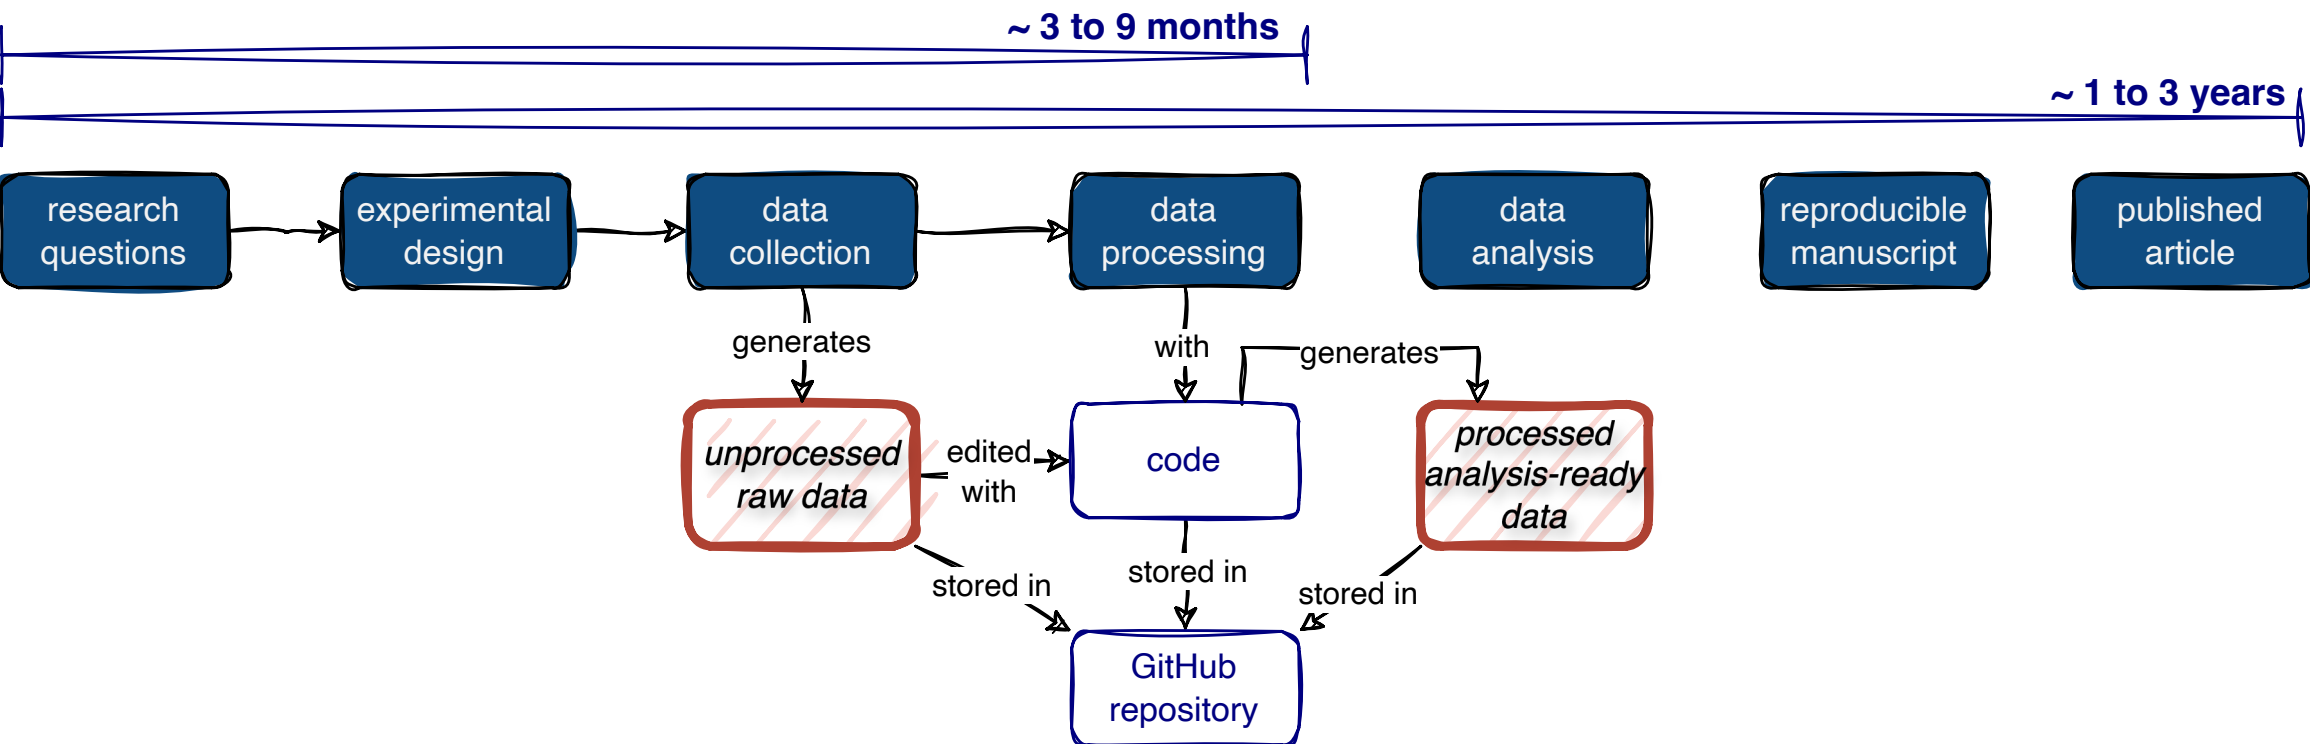 ~ 3 to 9 months
~ 1 to 3 years
research
questions
experimental
design
data
collection
data
processing
data
analysis
reproducible
manuscript
published
article
generates
with
generates
unprocessed
raw data
edited
with
code
processed
analysis-ready
data
stored in
stored in
stored in
GitHub
repository